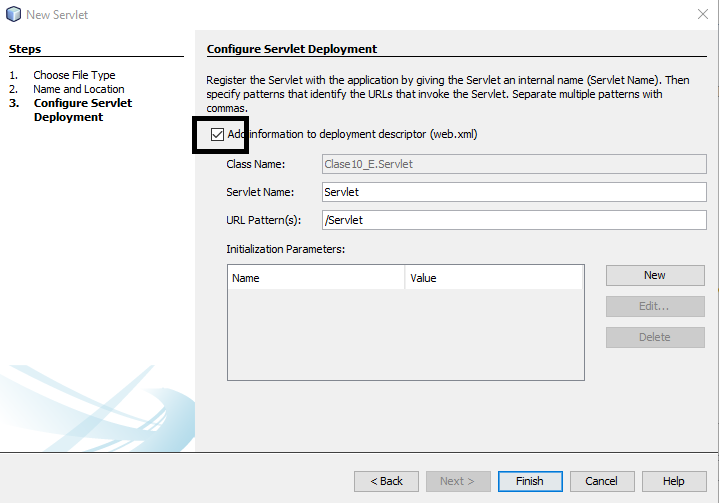 New Servlet
Steps
1. Choose File Type
2. Name and Location
3. Configure Servlet
Deployment
Configure Servlet Deployment
Register the Servlet with the application by giving the Servlet an internal name (Servlet Name). Then
specify patterns that identify the URLs that invoke the Servlet. Separate multiple patterns with
commas.
Add information to deployment descriptor (web.xml)
Class Name: Clase10_E.Servlet
Servlet Name: Servlet
URL Pattern(s): /Servlet
Initialization Parameters:
Name Value
New
Edit...
Delete
< Back Next > Finish Cancel Help